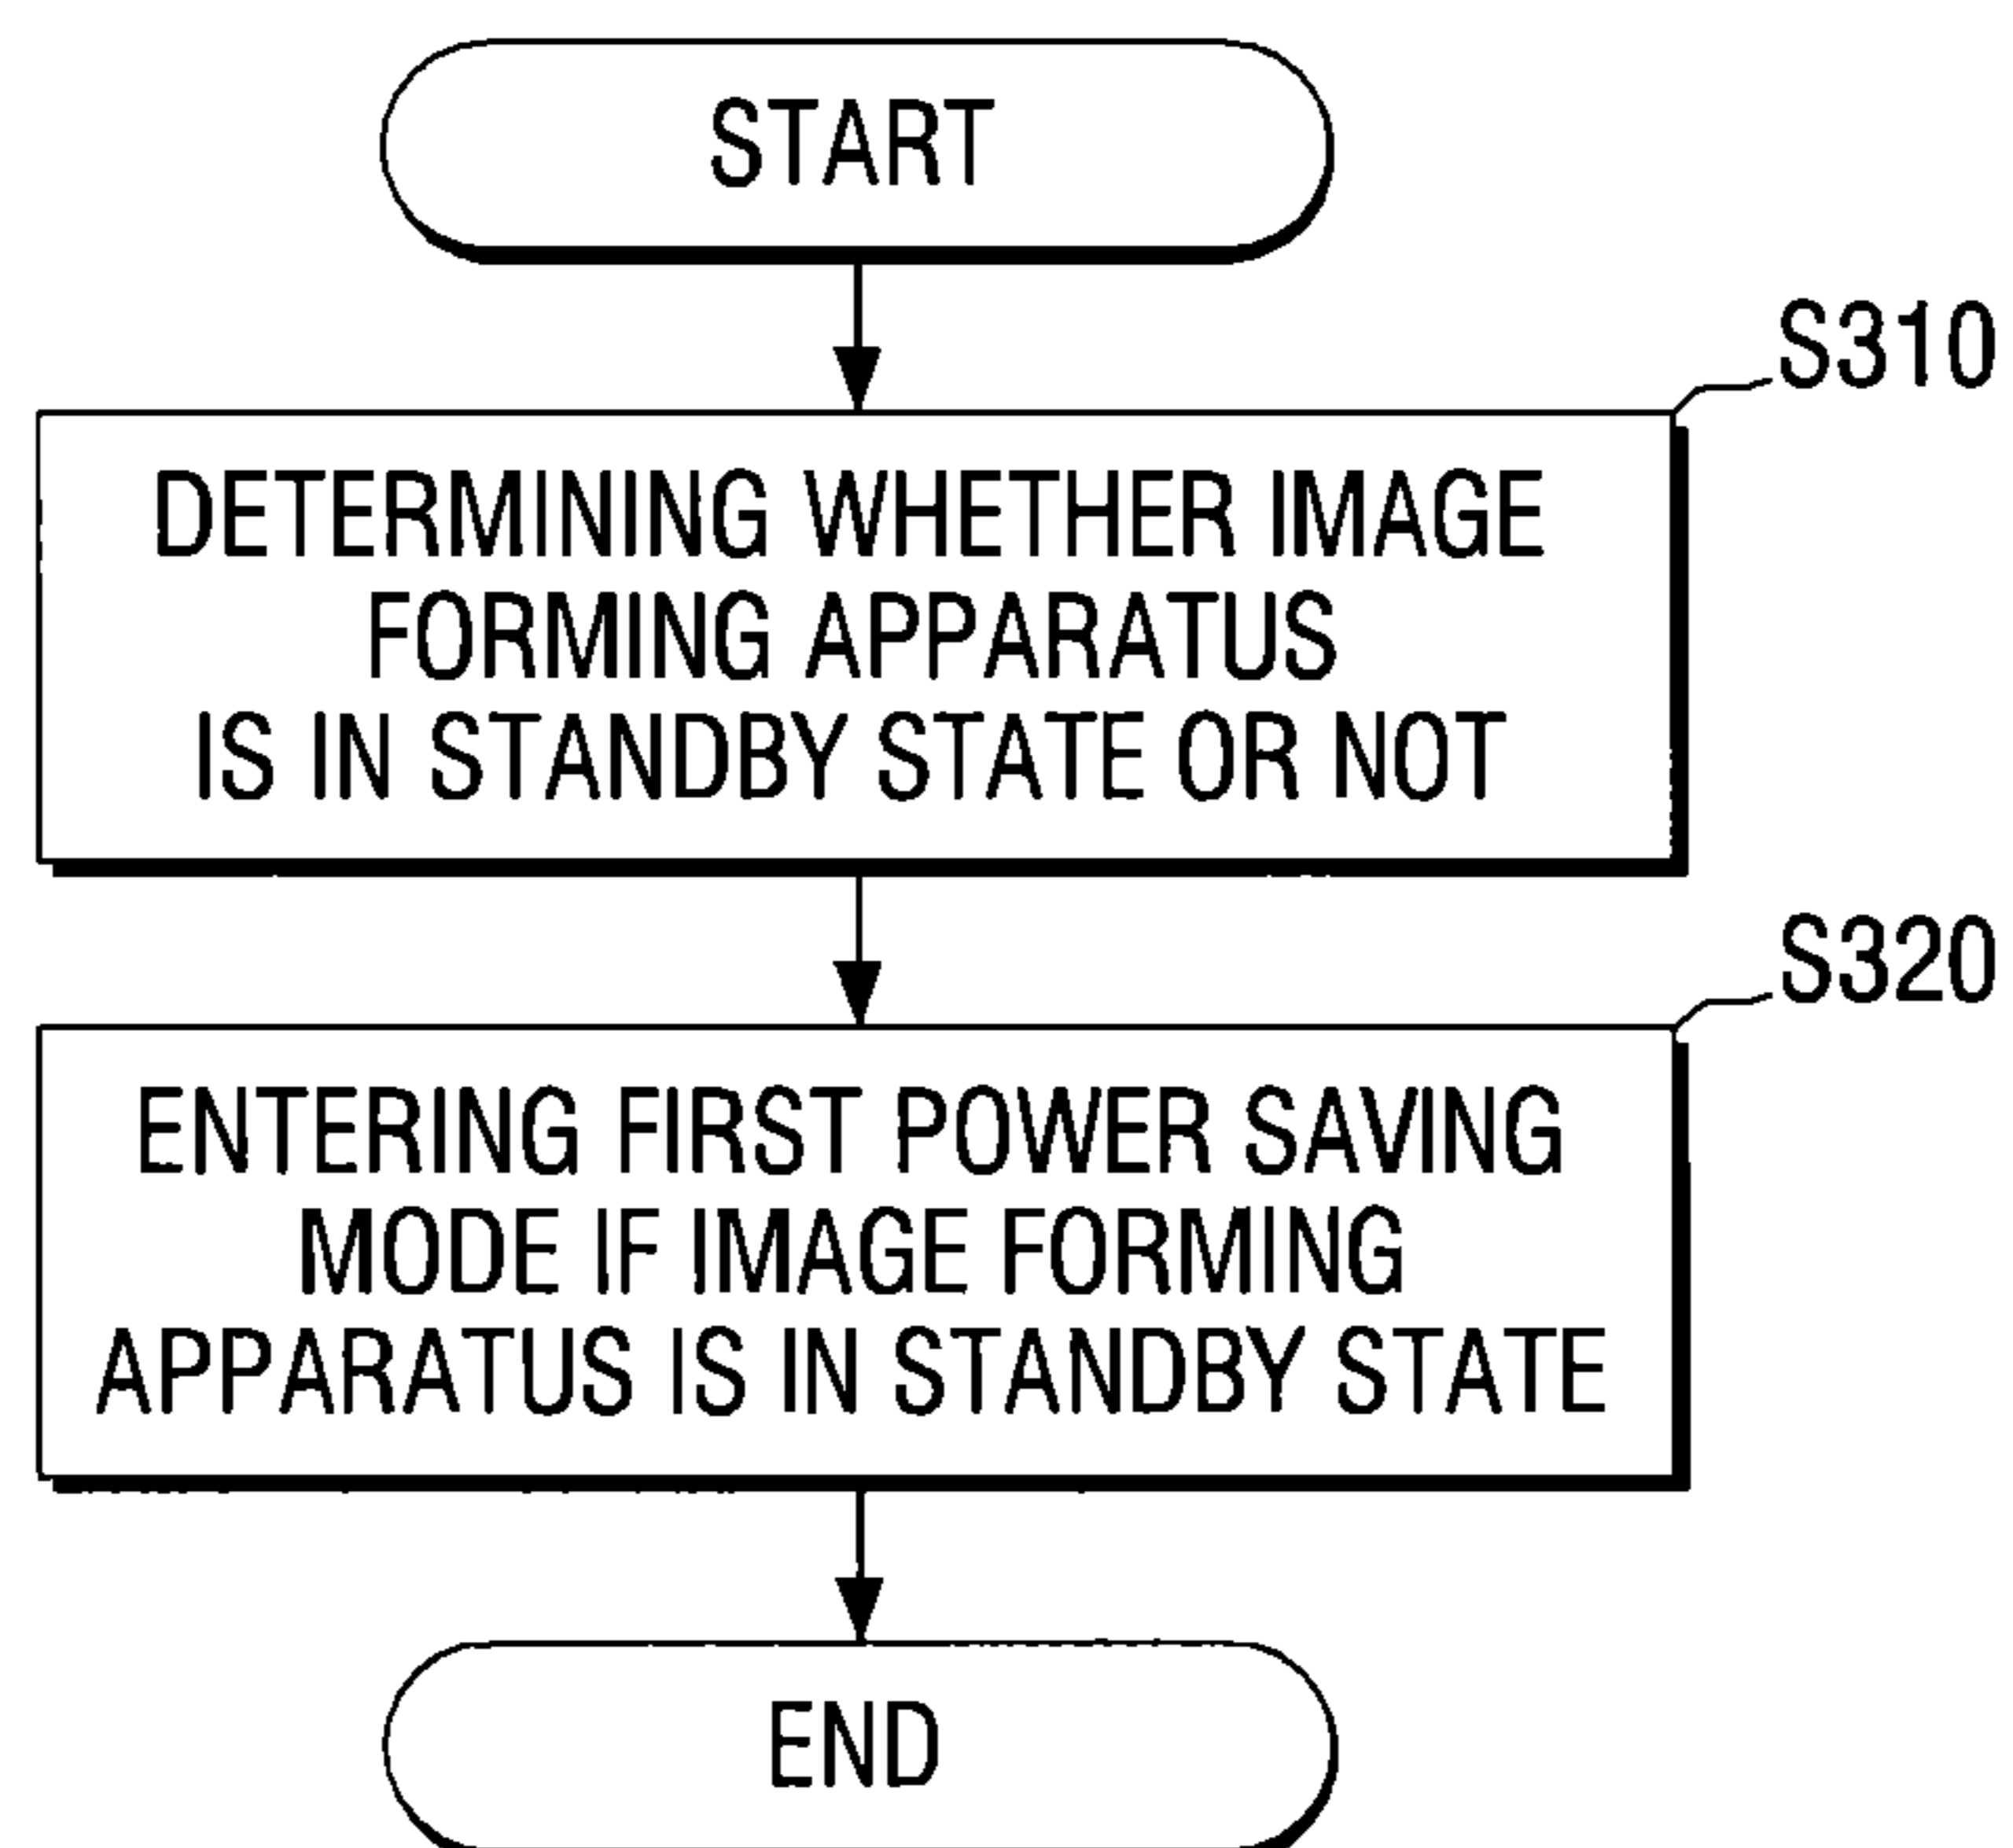 START
S310
DETERMINING WHETHER IMAGE
FORMING APPARATUS
IS IN STANDBY STATE OR NOT
S320
ENTERING FIRST POWER SAVING
MODE IF IMAGE FORMING
APPARATUS IS IN STANDBY STATE
END